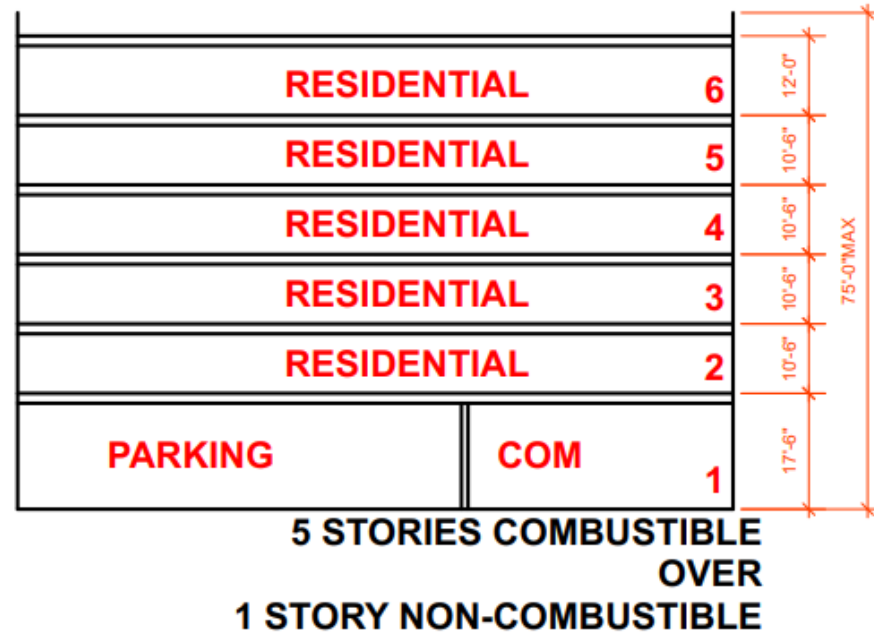 RESIDENTIAL 6 12'-0"
RESIDENTIAL 5 10'-6"
RESIDENTIAL 4 10'-6"
75'-0"MAX
RESIDENTIAL 3 10'-6"
RESIDENTIAL 2 10'-6"
PARKING COM 1 17'-6"
5 STORIES COMBUSTIBLE
OVER
1 STORY NON-COMBUSTIBLE